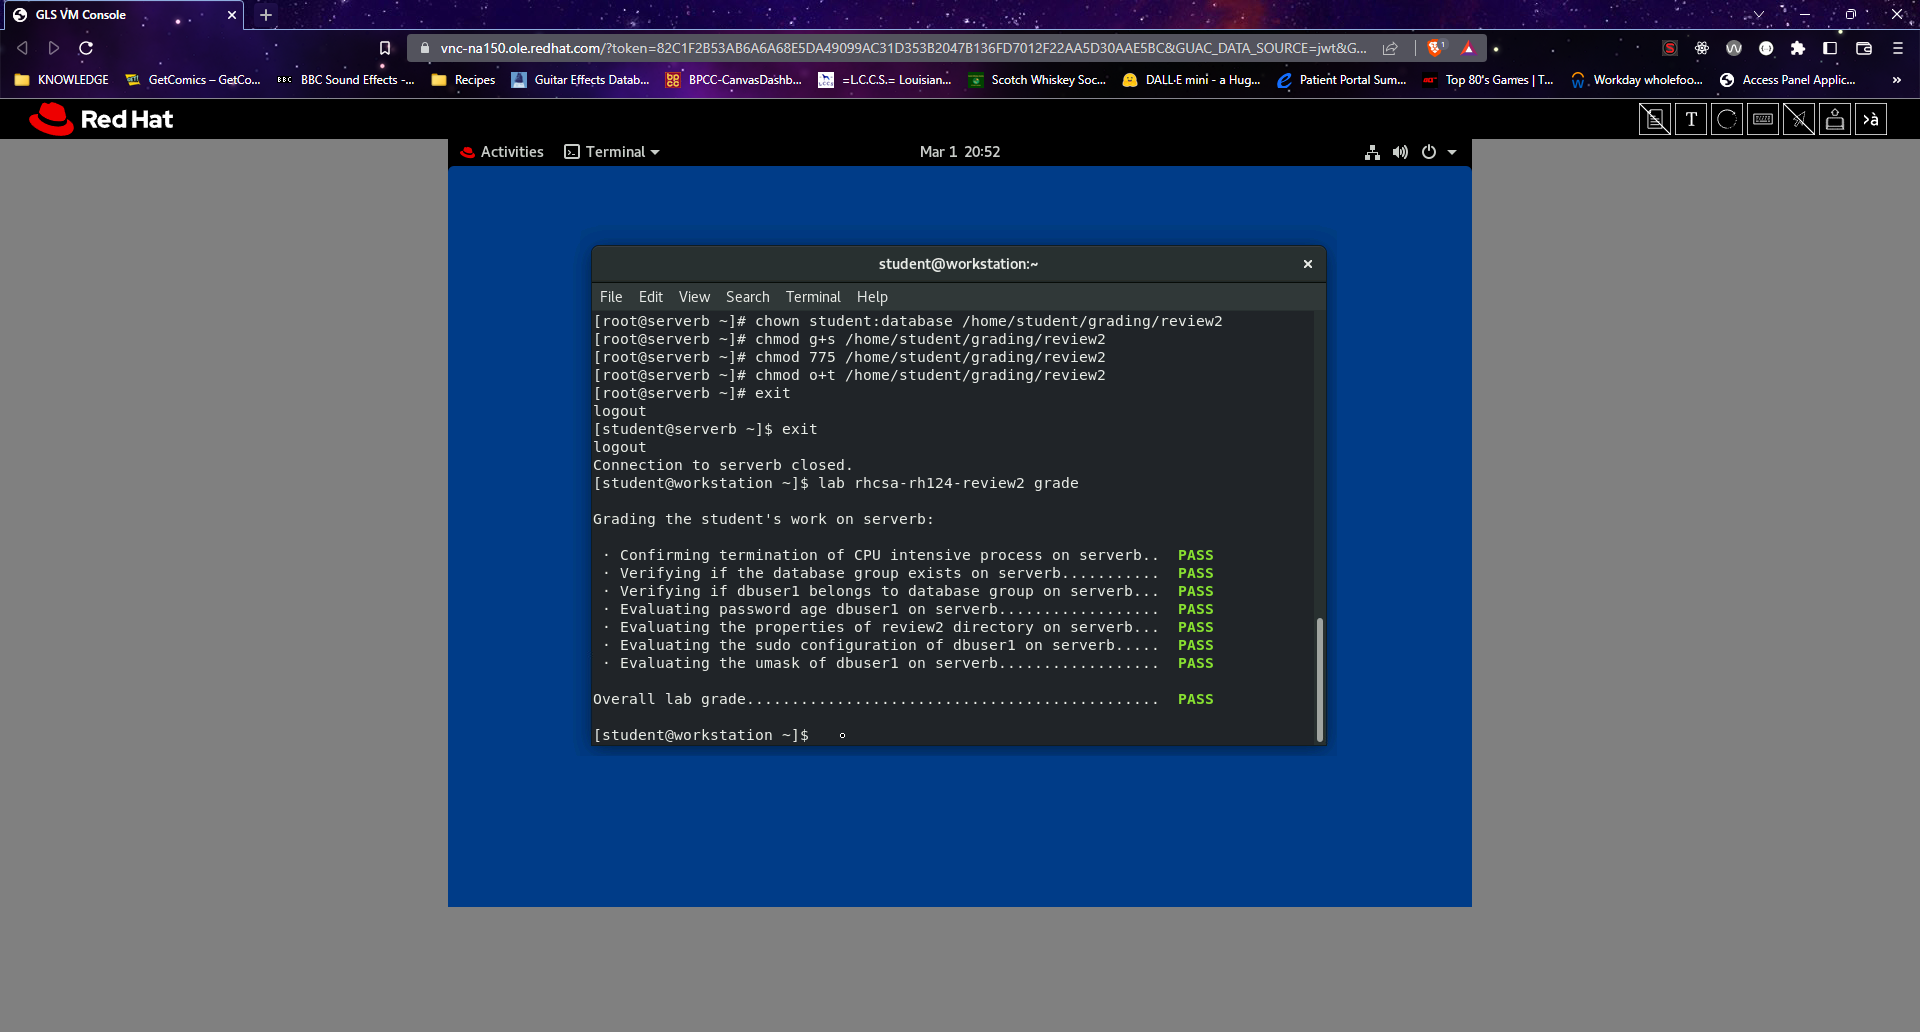 GLS VM Console
vnc-na150.ole.redhat.com/?token=82C1F2B53AB6A6A68E5DA49099AC31D353B2047B136FD7012F22AA5D30AAE5BC&GUAC_DATA_SOURCE=jwt&G...
KNOWLEDGE GetComics – GetCo... BBC BBC Sound Effects -... Recipes Guitar Effects Datab... BPCC-CanvasDashb... =L.C.C.S.= Louisian... Scotch Whiskey Soc... DALL·E mini - a Hug... Patient Portal Sum... Top 80's Games | T... Workday wholefoo... Access Panel Applic... »
Red Hat T ›à
Activities Terminal Mar 1 20:52
student@workstation:~
File Edit View Search Terminal Help
[root@serverb ~]# chown student:database /home/student/grading/review2
[root@serverb ~]# chmod g+s /home/student/grading/review2
[root@serverb ~]# chmod 775 /home/student/grading/review2
[root@serverb ~]# chmod o+t /home/student/grading/review2
[root@serverb ~]# exit
logout
[student@serverb ~]$ exit
logout
Connection to serverb closed.
[student@workstation ~]$ lab rhcsa-rh124-review2 grade
Grading the student's work on serverb:
· Confirming termination of CPU intensive process on serverb.. PASS
· Verifying if the database group exists on serverb........... PASS
· Verifying if dbuser1 belongs to database group on serverb... PASS
· Evaluating password age dbuser1 on serverb.................. PASS
· Evaluating the properties of review2 directory on serverb... PASS
· Evaluating the sudo configuration of dbuser1 on serverb..... PASS
· Evaluating the umask of dbuser1 on serverb.................. PASS
Overall lab grade.............................................. PASS
[student@workstation ~]$